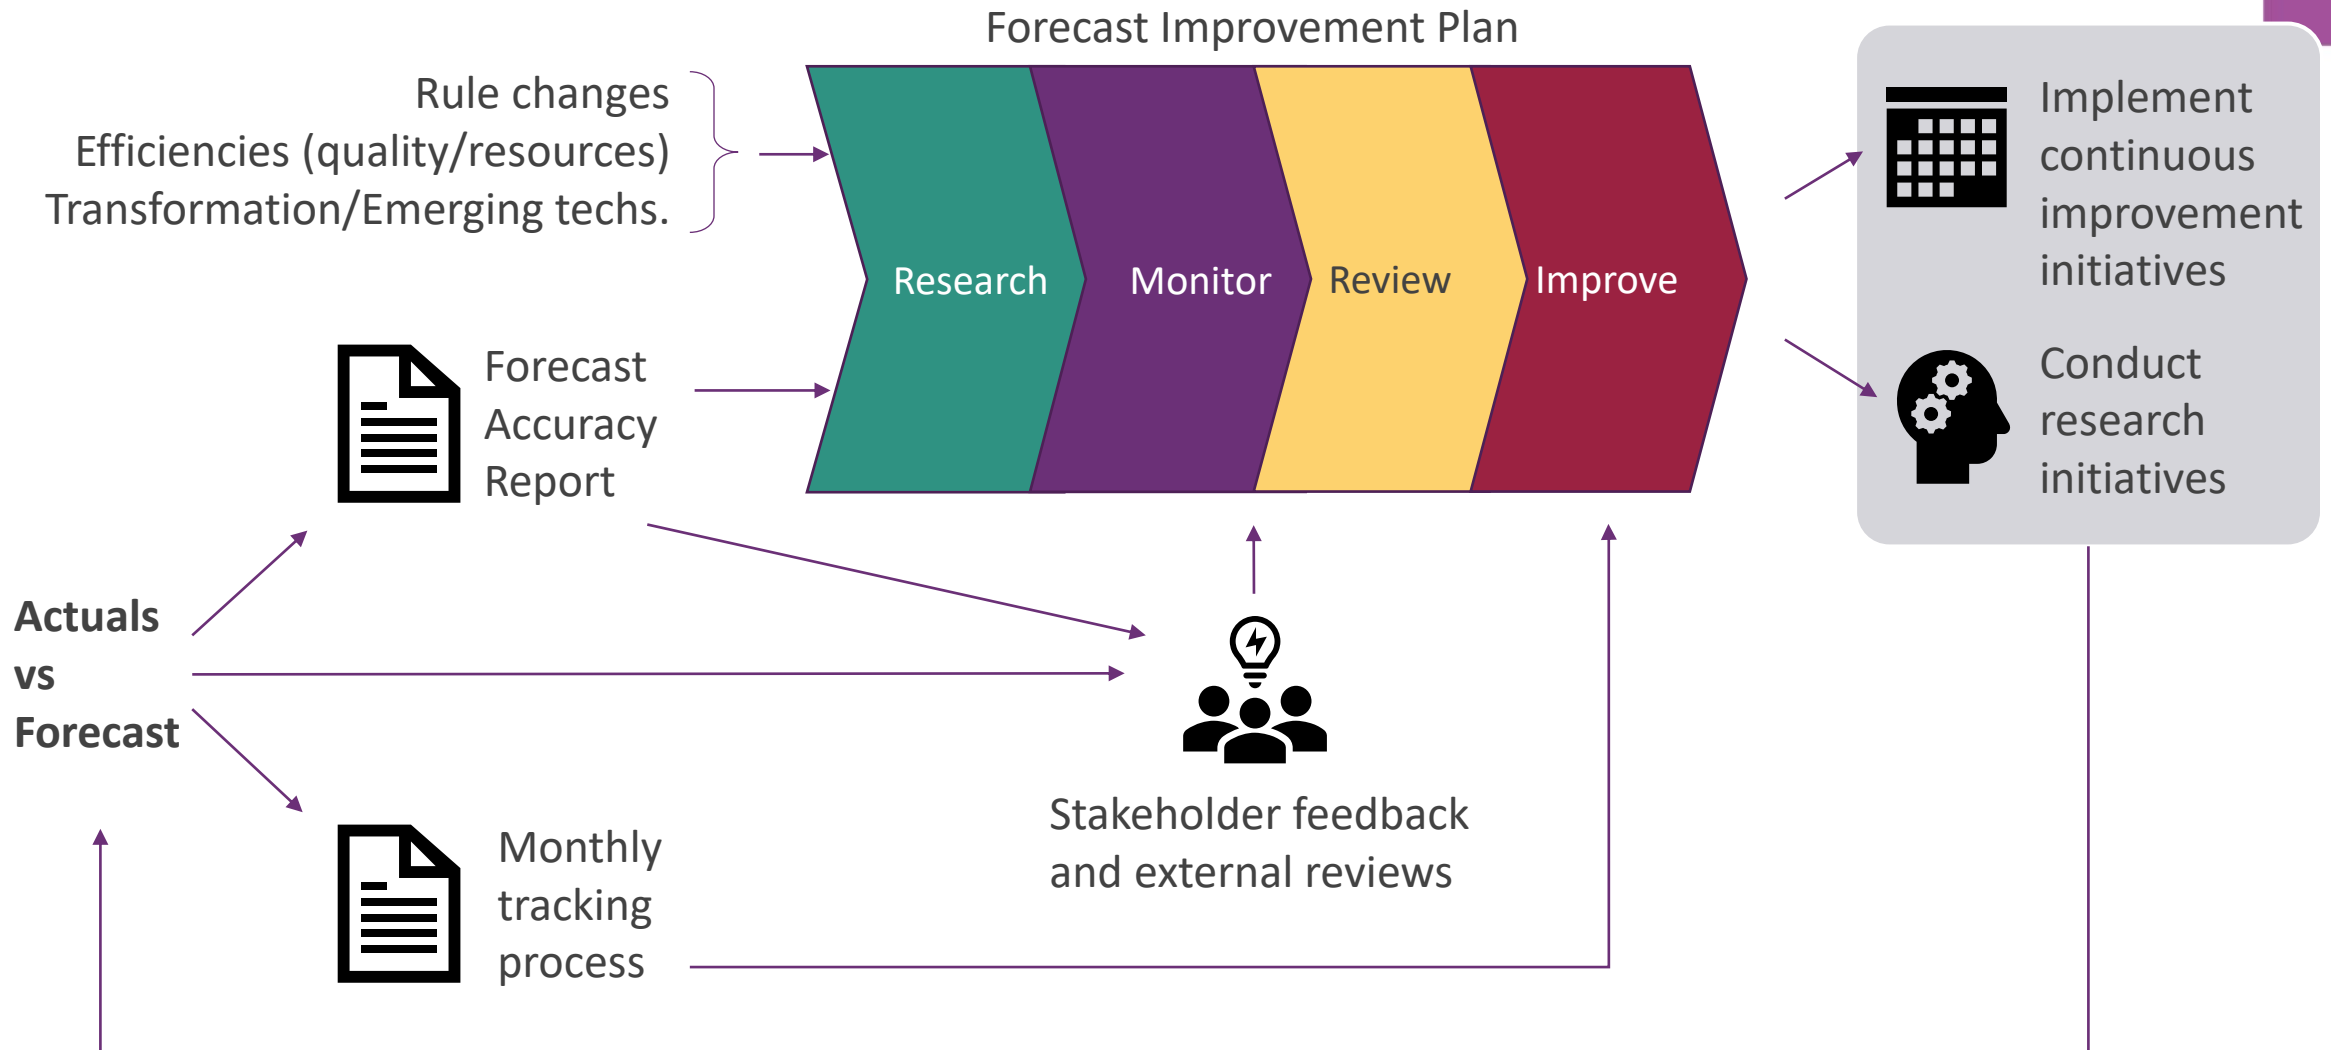 Forecast Improvement Plan
Rule changes
Efficiencies (quality/resources)
Transformation/Emerging techs.
Research
Monitor
Review
Improve
Implement
continuous
improvement
initiatives
Forecast
Accuracy
Report
Conduct
research
initiatives
Actuals
vs
Forecast
Stakeholder feedback
and external reviews
Monthly
tracking
process